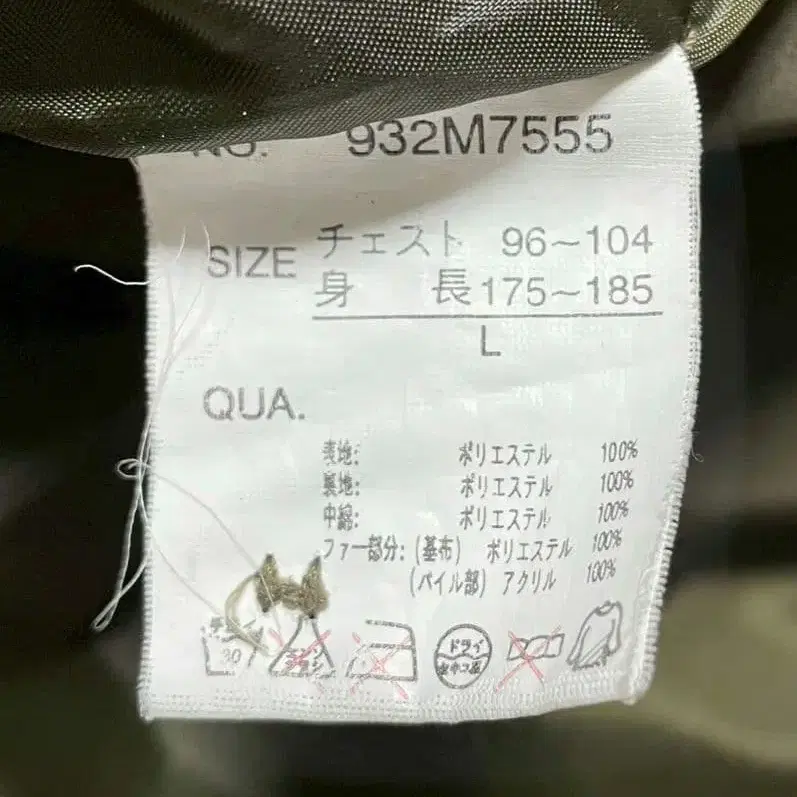 NO. 932M7555
SIZE チェスト 96~104
身 長 175~185
L
QUA.
表地: ポリエステル 100%
裏地: ポリエステル 100%
中綿: ポリエステル 100%
ファー部分: (基布) ポリエステル 100%
(パイル部) アクリル 100%
30 ドライ